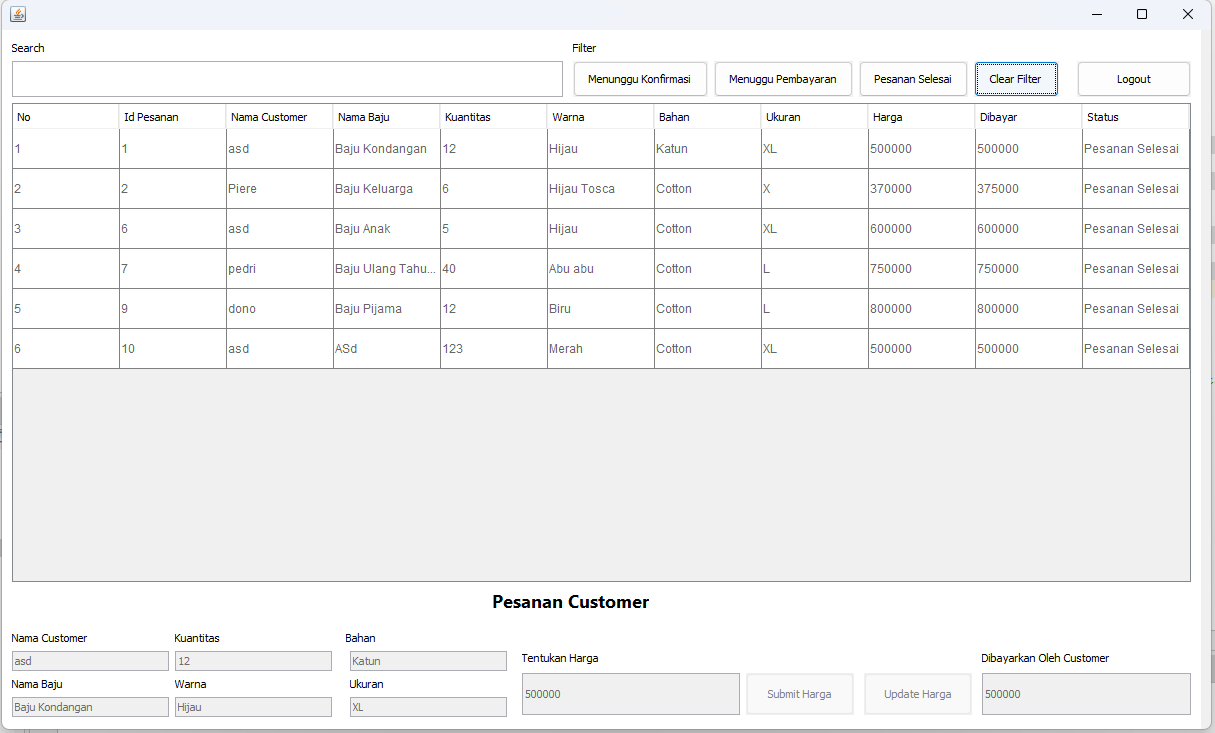 Search Filter
Menunggu Konfirmasi Menuggu Pembayaran Pesanan Selesai Clear Filter Logout
No Id Pesanan Nama Customer Nama Baju Kuantitas Warna Bahan Ukuran Harga Dibayar Status
1 1 asd Baju Kondangan 12 Hijau Katun XL 500000 500000 Pesanan Selesai
2 2 Piere Baju Keluarga 6 Hijau Tosca Cotton X 370000 375000 Pesanan Selesai
3 6 asd Baju Anak 5 Hijau Cotton XL 600000 600000 Pesanan Selesai
4 7 pedri Baju Ulang Tahu... 40 Abu abu Cotton L 750000 750000 Pesanan Selesai
5 9 dono Baju Pijama 12 Biru Cotton L 800000 800000 Pesanan Selesai
6 10 asd ASd 123 Merah Cotton XL 500000 500000 Pesanan Selesai
Pesanan Customer
Nama Customer Kuantitas Bahan
asd 12 Katun
Nama Baju Warna Ukuran
Baju Kondangan Hijau XL
Tentukan Harga Dibayarkan Oleh Customer
500000 Submit Harga Update Harga 500000